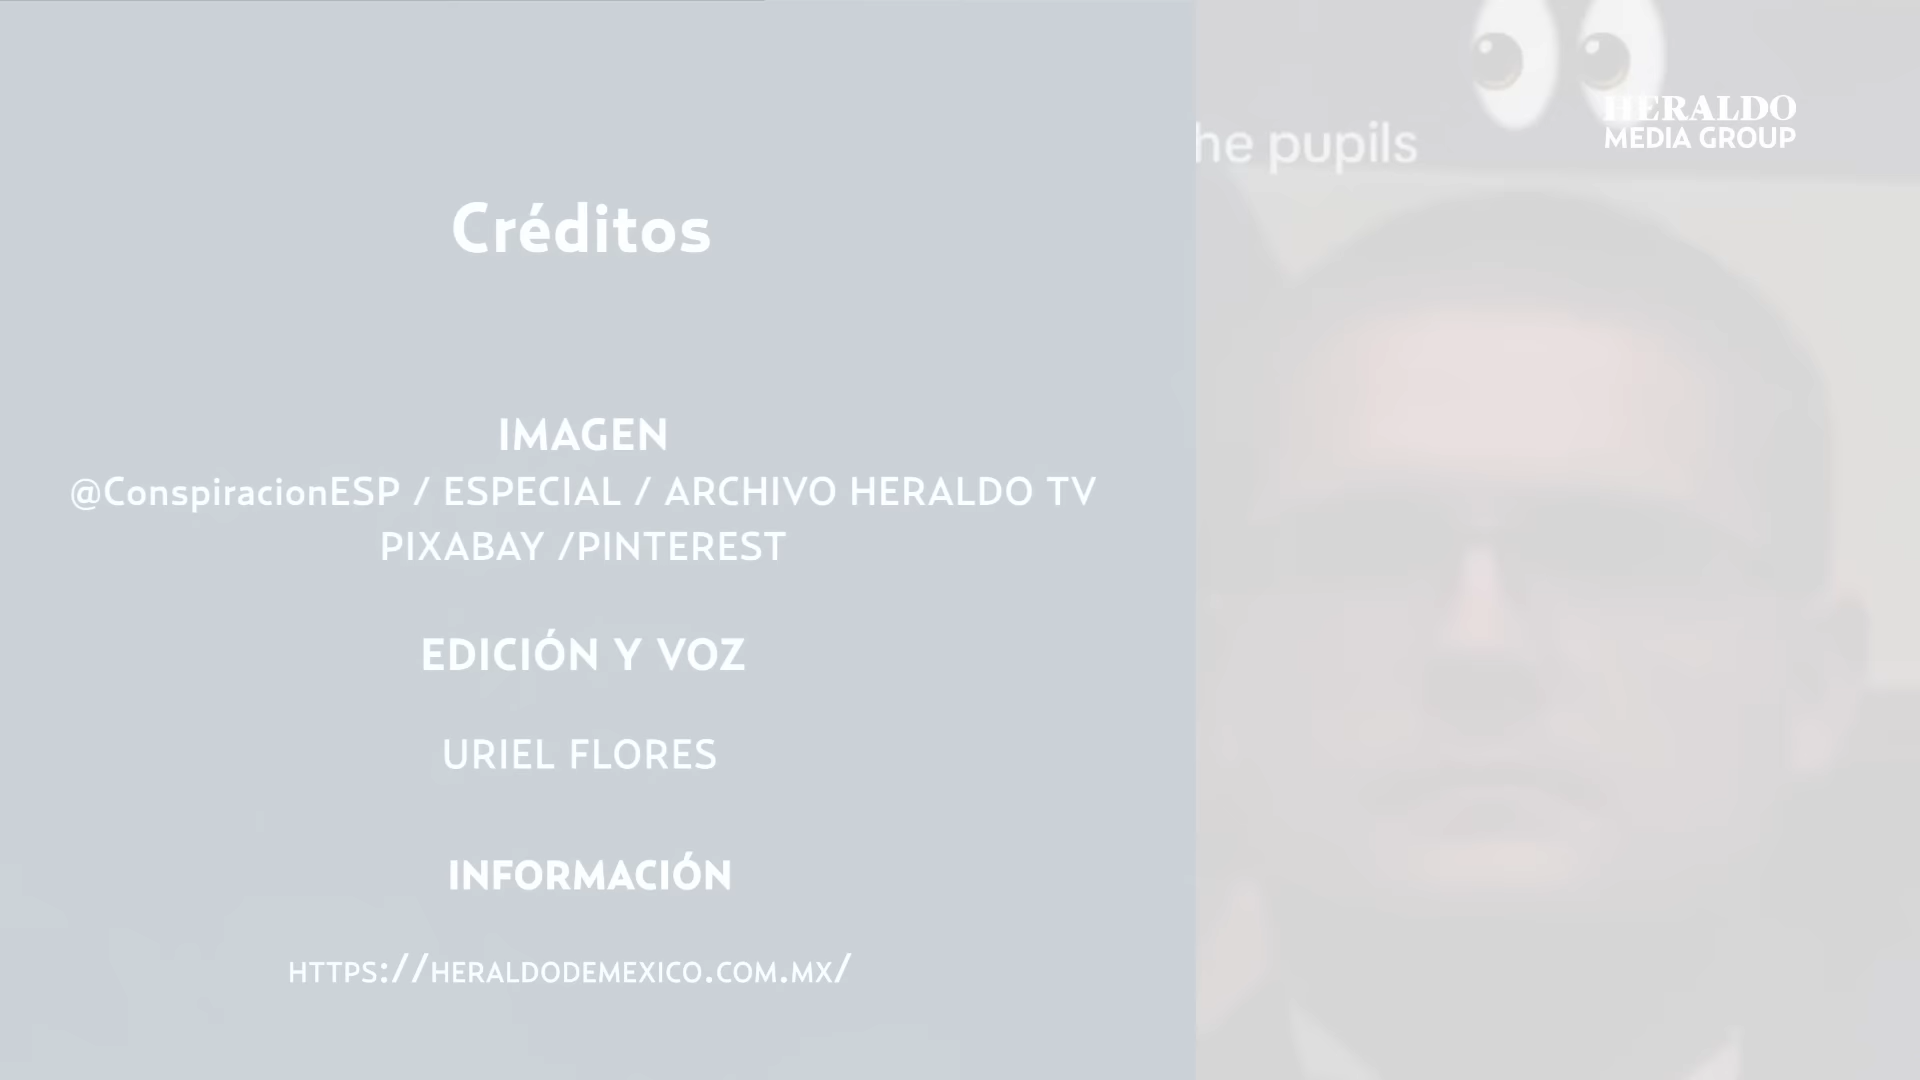 he pupils
HERALDO
MEDIA GROUP
Créditos
IMAGEN
@ConspiracionESP / ESPECIAL / ARCHIVO HERALDO TV
PIXABAY /PINTEREST
EDICIÓN Y VOZ
URIEL FLORES
INFORMACIÓN
HTTPS://HERALDODEMEXICO.COM.MX/